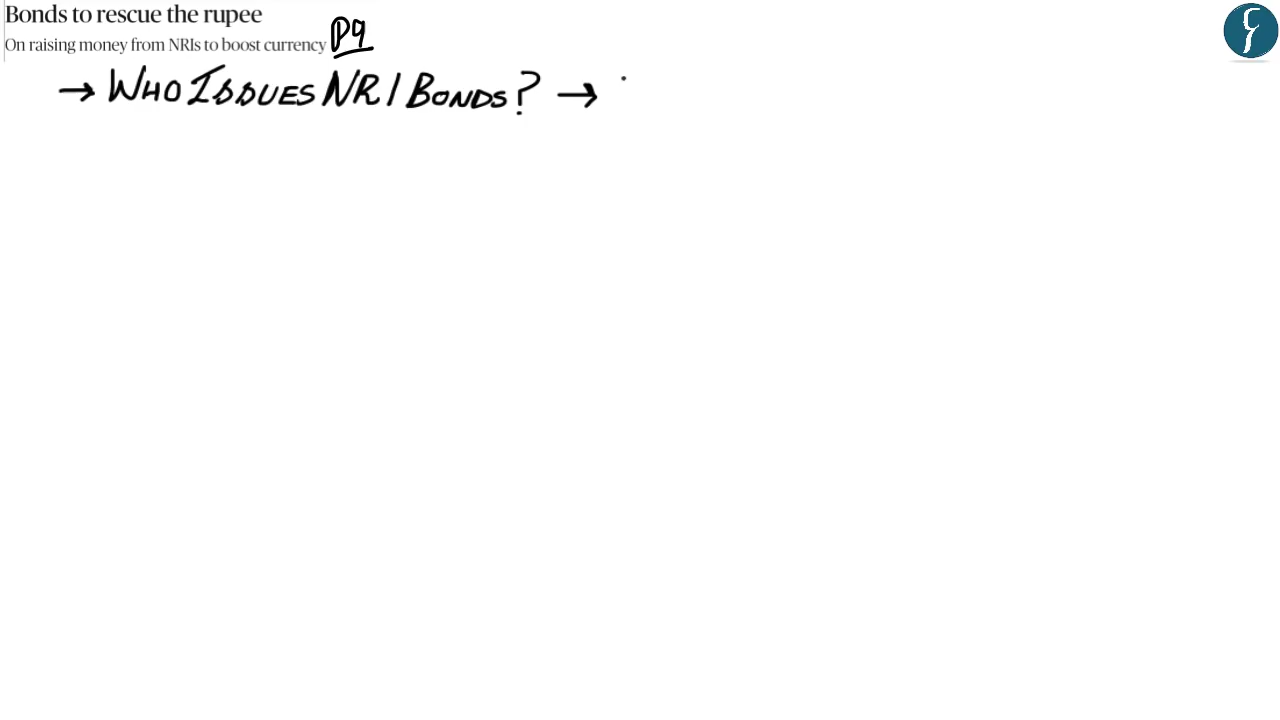 Bonds to rescue the rupee
On raising money from NRIs to boost currency P9
→ WHO ISSUES NRI BONDS? →